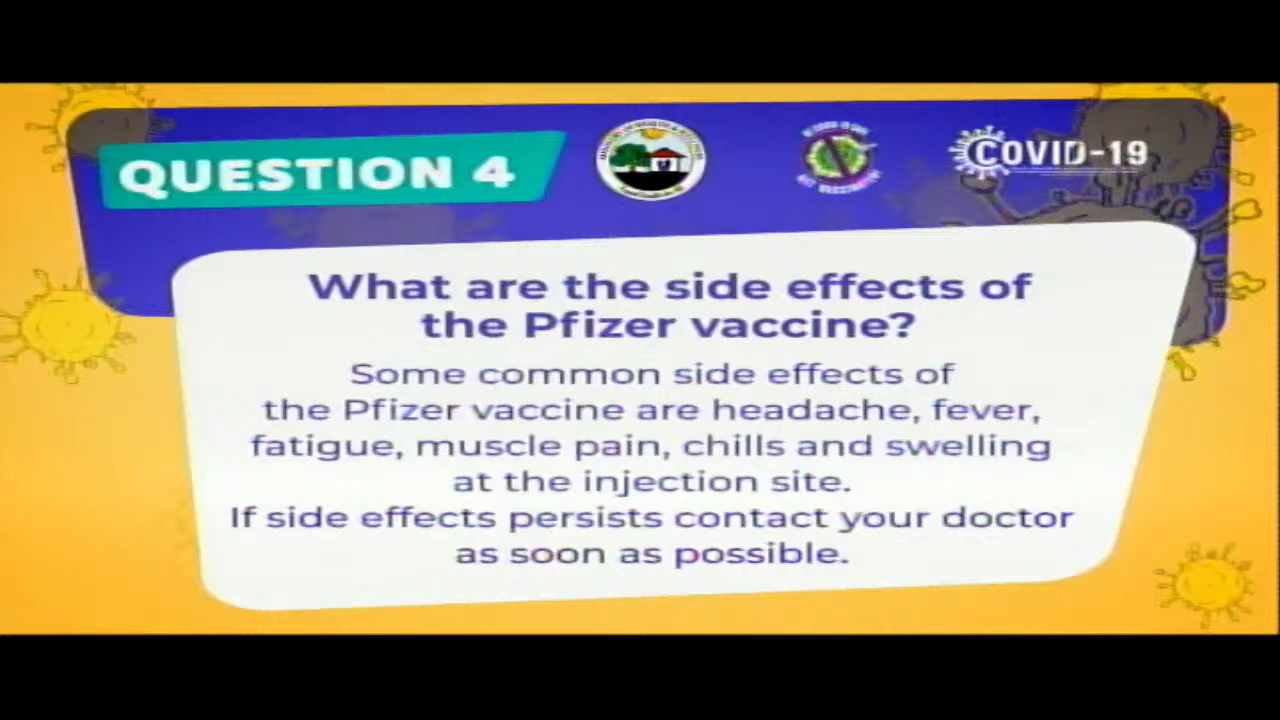 QUESTION 4
COVID-19
What are the side effects of
the Pfizer vaccine?
Some common side effects of
the Pfizer vaccine are headache, fever,
fatigue, muscle pain, chills and swelling
at the injection site.
If side effects persists contact your doctor
as soon as possible.